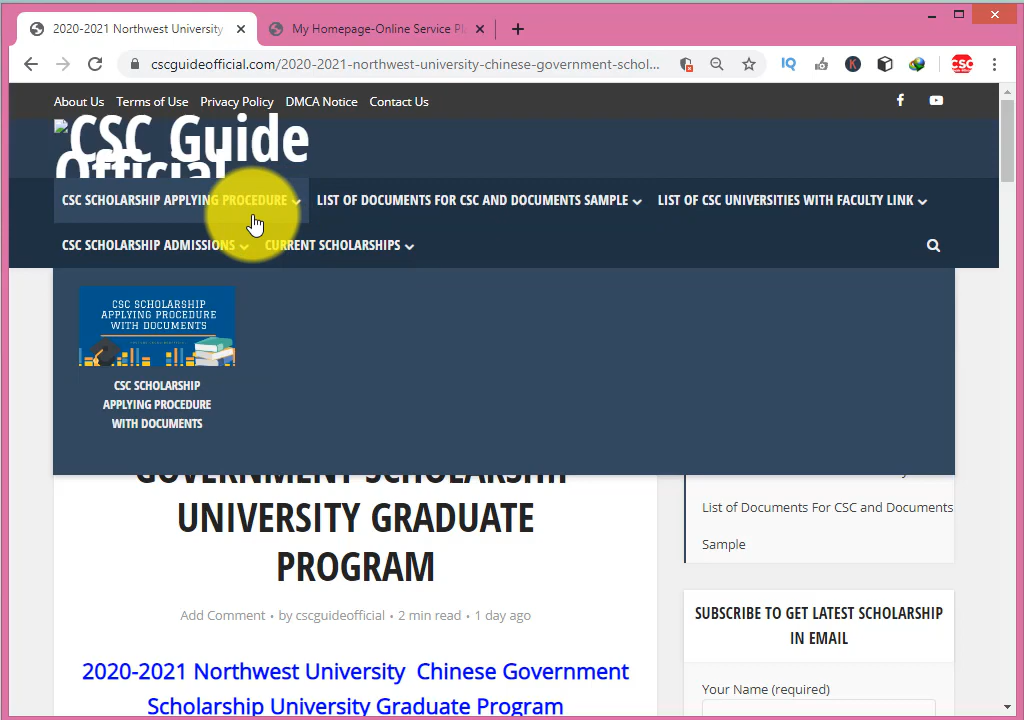 2020-2021 Northwest University
My Homepage-Online Service Pl
cscguideofficial.com/2020-2021-northwest-university-chinese-government-schol...
IQ
K
CSC
About Us
Terms of Use
Privacy Policy
DMCA Notice
Contact Us
CSC Guide
Official
CSC SCHOLARSHIP APPLYING PROCEDURE
LIST OF DOCUMENTS FOR CSC AND DOCUMENTS SAMPLE
LIST OF CSC UNIVERSITIES WITH FACULTY LINK
CSC SCHOLARSHIP ADMISSIONS
CURRENT SCHOLARSHIPS
CSC SCHOLARSHIP
APPLYING PROCEDURE
WITH DOCUMENTS
CSC SCHOLARSHIP
APPLYING PROCEDURE
WITH DOCUMENTS
GOVERNMENT SCHOLARSHIP
UNIVERSITY GRADUATE
PROGRAM
Add Comment • by cscguideofficial • 2 min read • 1 day ago
2020-2021 Northwest University Chinese Government
Scholarship University Graduate Program
List of Documents For CSC and Documents
Sample
SUBSCRIBE TO GET LATEST SCHOLARSHIP
IN EMAIL
Your Name (required)